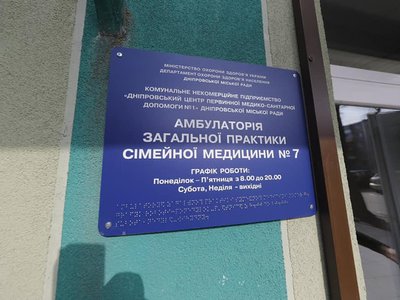 МІНІСТЕРСТВО ОХОРОНИ ЗДОРОВ'Я УКРАЇНИ
ДЕПАРТАМЕНТ ОХОРОНИ ЗДОРОВ'Я НАСЕЛЕННЯ
ДНІПРОВСЬКОЇ МІСЬКОЇ РАДИ
КОМУНАЛЬНЕ НЕКОМЕРЦІЙНЕ ПІДПРИЄМСТВО
«ДНІПРОВСЬКИЙ ЦЕНТР ПЕРВИННОЇ МЕДИКО-САНІТАРНОЇ
ДОПОМОГИ №1» ДНІПРОВСЬКОЇ МІСЬКОЇ РАДИ
АМБУЛАТОРІЯ
ЗАГАЛЬНОЇ ПРАКТИКИ
СІМЕЙНОЇ МЕДИЦИНИ № 7
ГРАФІК РОБОТИ:
Понеділок – П'ятниця з 8.00 до 20.00
Субота, Неділя - вихідні